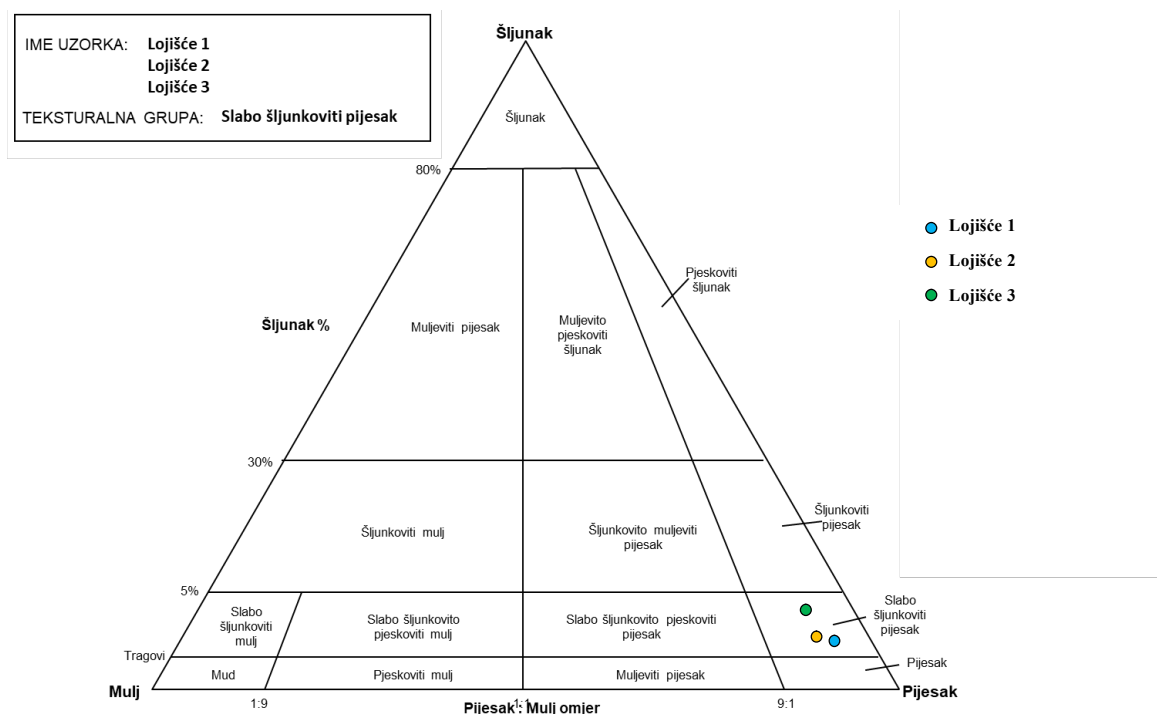 IME UZORKA: Lojišće 1
Lojišće 2
Lojišće 3
TEKSTURALNA GRUPA: Slabo šljunkoviti pijesak
Šljunak
Šljunak
80%
Lojišće 1
Lojišće 2
Lojišće 3
Pjeskoviti
šljunak
Šljunak %
Muljeviti pijesak
Muljevito
pjeskoviti
šljunak
30%
Šljunkoviti mulj
Šljunkovito muljeviti
pijesak
Šljunkoviti
pijesak
5%
Slabo
šljunkoviti
mulj
Slabo šljunkovito
pjeskoviti mulj
Slabo šljunkovito pjeskoviti
pijesak
Slabo
šljunkoviti
pijesak
Tragovi
Mud
Pjeskoviti mulj
Muljeviti pijesak
Pijesak
Mulj
Pijesak
1:9
1:1
9:1
Pijesak : Mulj omjer